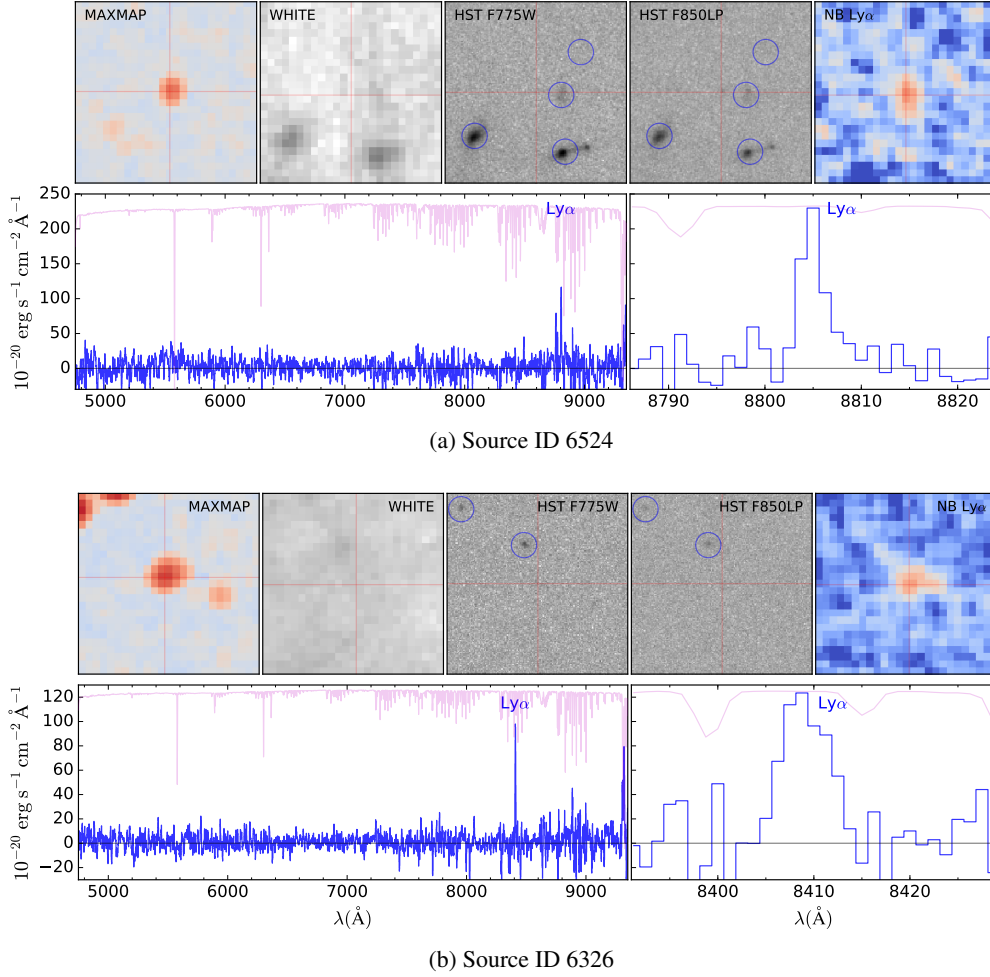 MAXMAP WHITE HST F775W HST F850LP NB Lyα
250
200
150
100
50
0
10⁻²⁰ erg s⁻¹ cm⁻² Å⁻¹
Lyα Lyα
5000 6000 7000 8000 9000 8790 8800 8810 8820
(a) Source ID 6524
MAXMAP WHITE HST F775W HST F850LP NB Lyα
120
100
80
60
40
20
0
−20
10⁻²⁰ erg s⁻¹ cm⁻² Å⁻¹
Lyα Lyα
5000 6000 7000 8000 9000 8400 8410 8420
λ(Å) λ(Å)
(b) Source ID 6326